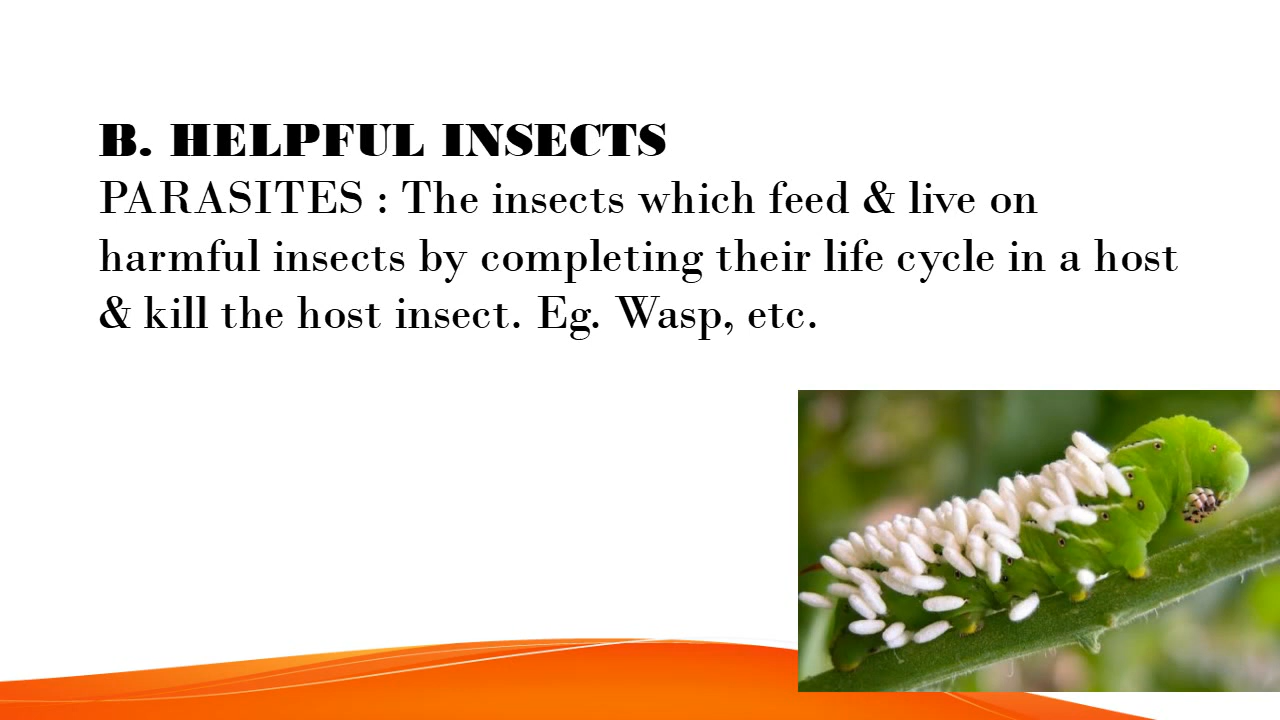 B. HELPFUL INSECTS
PARASITES : The insects which feed & live on
harmful insects by completing their life cycle in a host
& kill the host insect. Eg. Wasp, etc.